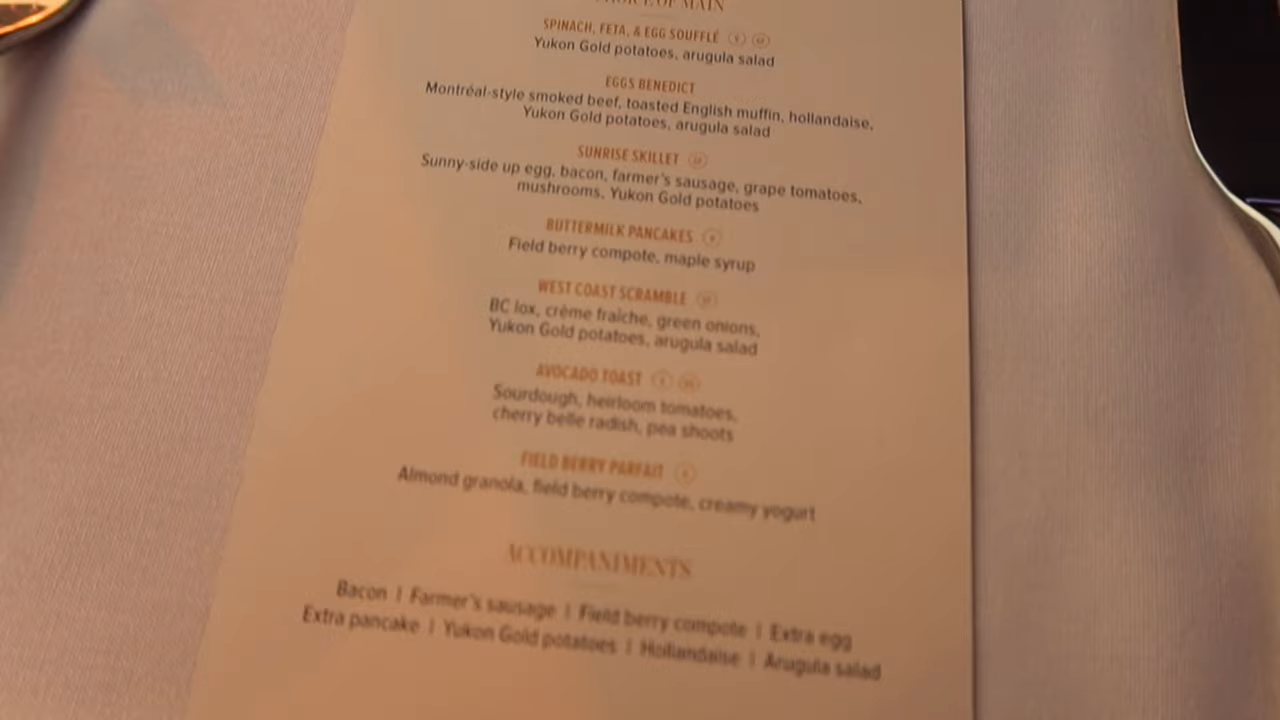 OF MAIN
SPINACH, FETA, & EGG SOUFFLÉ
Yukon Gold potatoes, arugula salad
EGGS BENEDICT
Montréal-style smoked beef, toasted English muffin, hollandaise,
Yukon Gold potatoes, arugula salad
SUNRISE SKILLET
Sunny-side up egg, bacon, farmer's sausage, grape tomatoes,
mushrooms, Yukon Gold potatoes
BUTTERMILK PANCAKES
Field berry compote, maple syrup
WEST COAST SCRAMBLE
BC lox, crème fraîche, green onions,
Yukon Gold potatoes, arugula salad
AVOCADO TOAST
Sourdough, heirloom tomatoes,
cherry belle radish, pea shoots
FIELD BERRY PARFAIT
Almond granola, field berry compote, creamy yogurt
ACCOMPANIMENTS
Bacon | Farmer's sausage | Field berry compote | Extra egg
Extra pancake | Yukon Gold potatoes | Hollandaise | Arugula salad